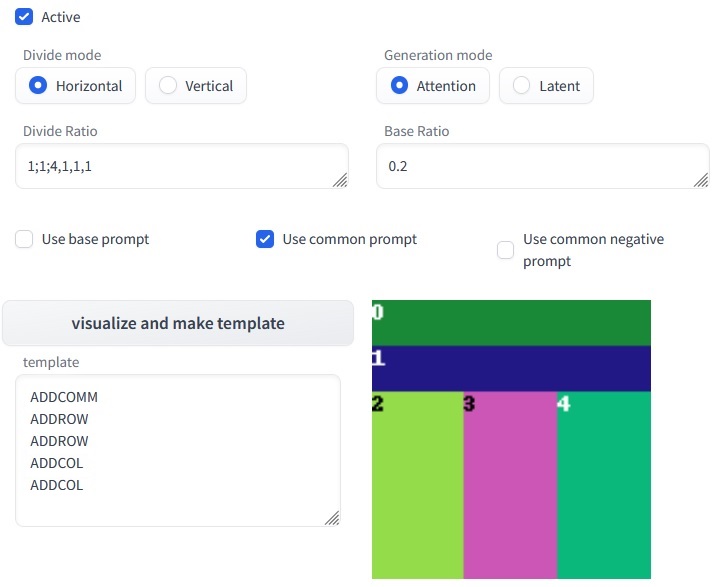 Active
Divide mode
Generation mode
Horizontal
Vertical
Attention
Latent
Divide Ratio
Base Ratio
1;1;4,1,1,1
0.2
Use base prompt
Use common prompt
Use common negative
prompt
visualize and make template
template
ADDCOMM
ADDROW
ADDROW
ADDCOL
ADDCOL
0
1
2 3 4